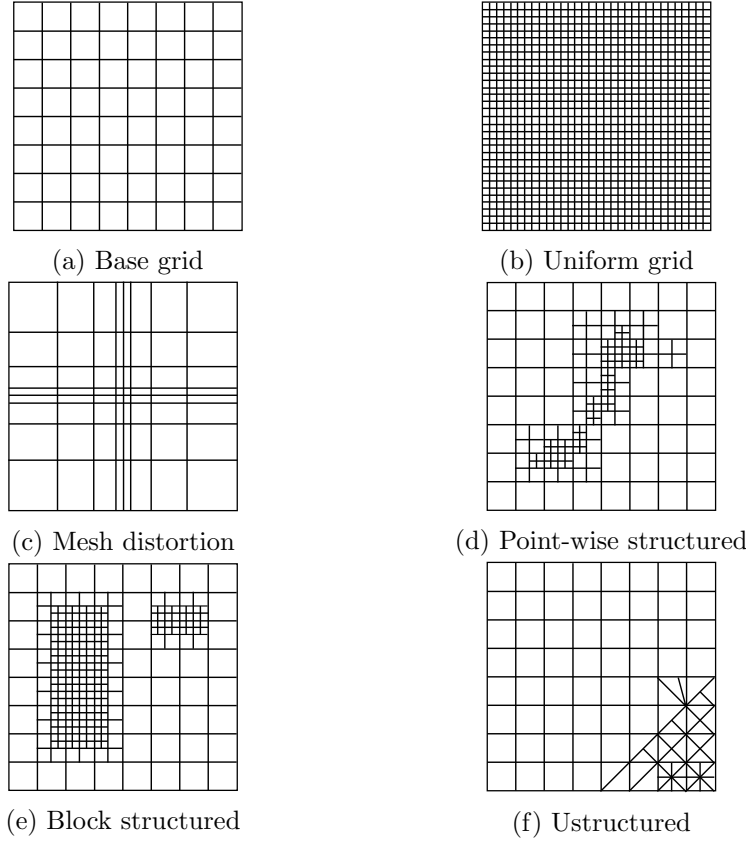 (a) Base grid
(b) Uniform grid
(c) Mesh distortion
(d) Point-wise structured
(e) Block structured
(f) Ustructured